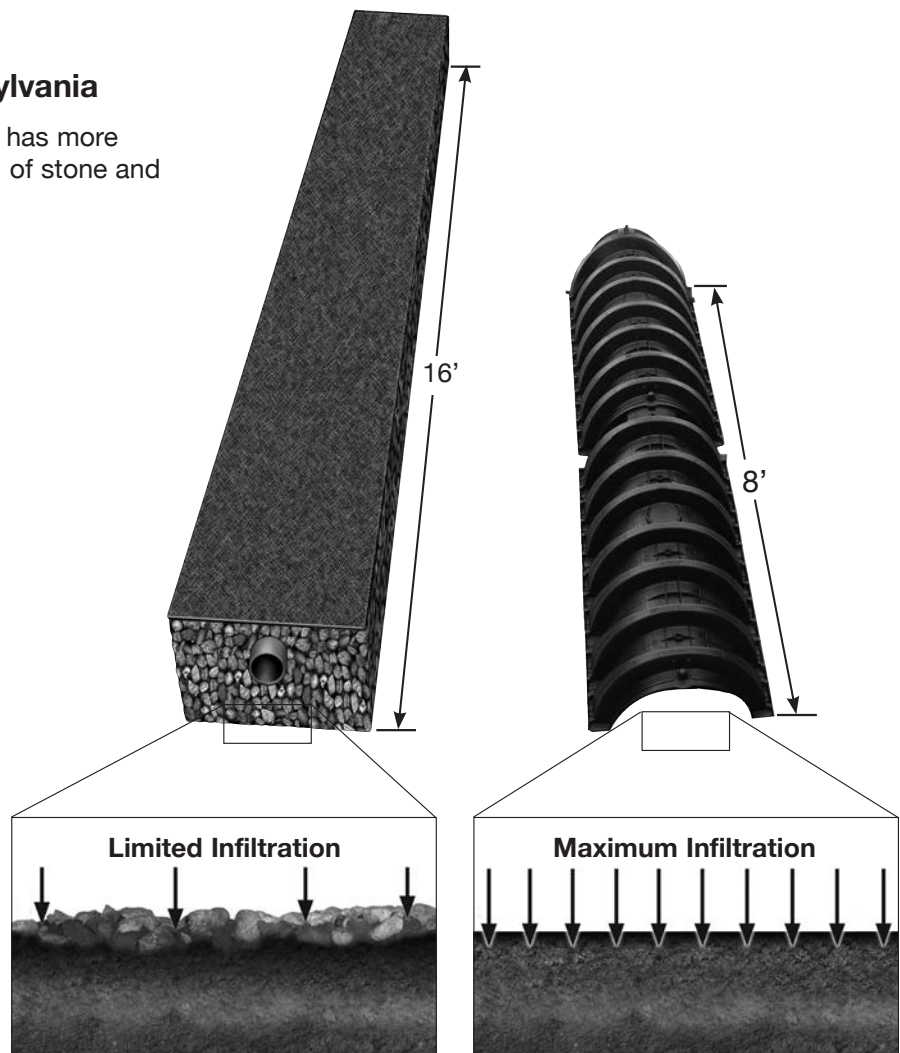 ylvania
has more
of stone and
16’
8’
Limited Infiltration
Maximum Infiltration